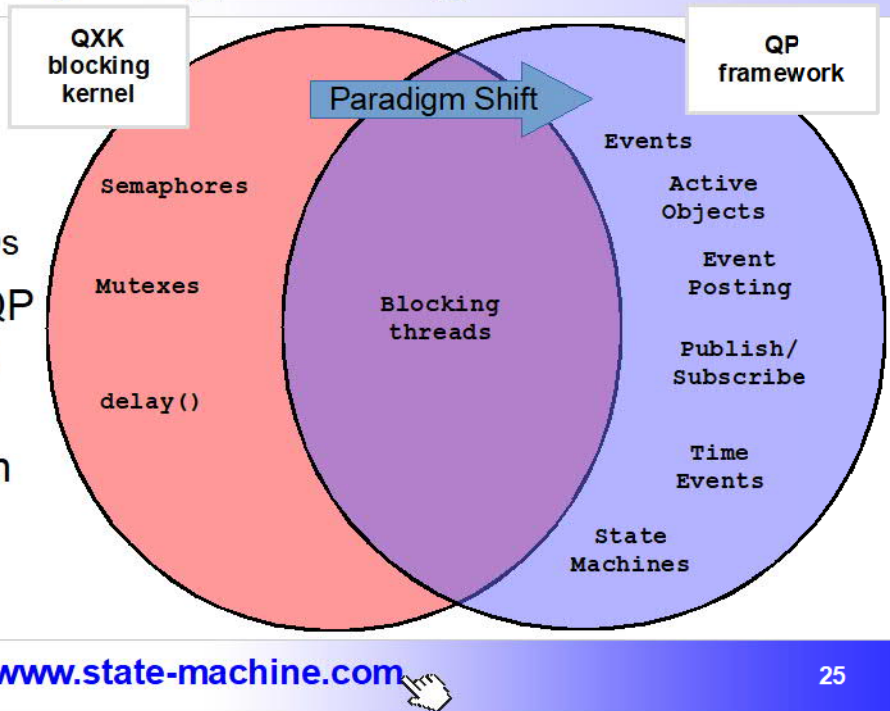 QXK
blocking
kernel
QP
framework
Paradigm Shift
Semaphores
Mutexes
delay()
Blocking
threads
Events
Active
Objects
Event
Posting
Publish/
Subscribe
Time
Events
State
Machines
www.state-machine.com
25